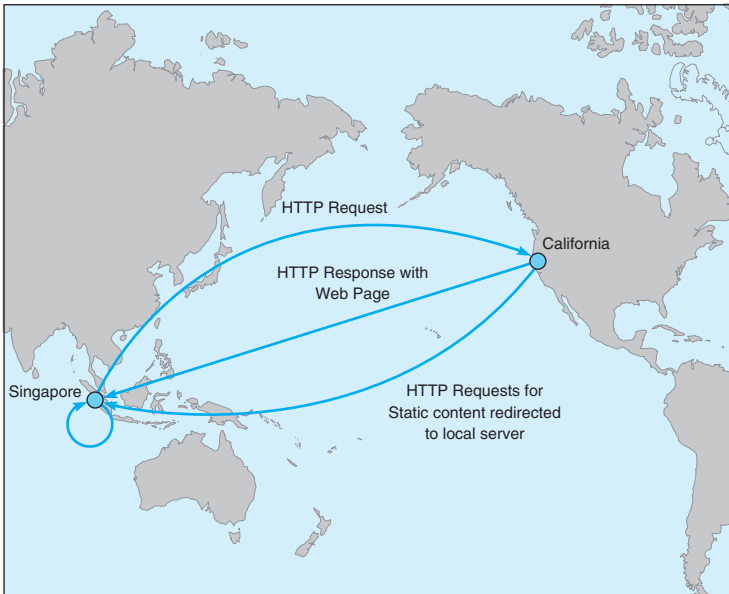 HTTP Request
California
HTTP Response with
Web Page
Singapore
HTTP Requests for
Static content redirected
to local server